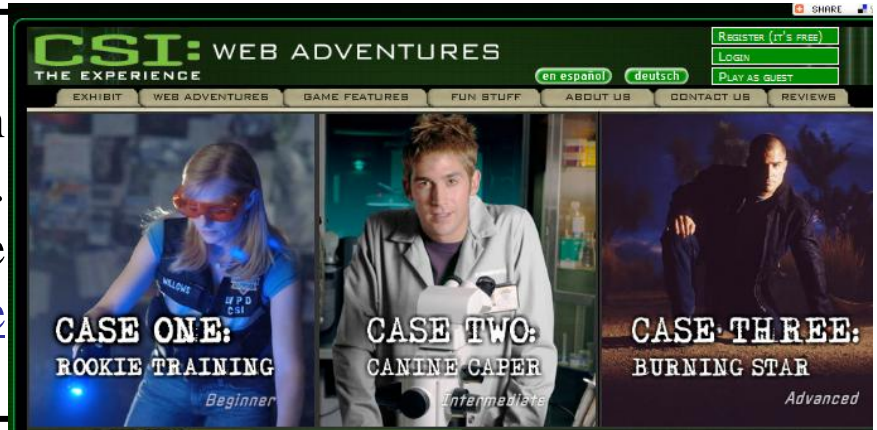 SHARE
CSI: WEB ADVENTURES
THE EXPERIENCE
en español
deutsch
REGISTER (IT'S FREE)
LOGIN
PLAY AS GUEST
EXHIBIT WEB ADVENTURES GAME FEATURES FUN STUFF ABOUT US CONTACT US REVIEWS
WILLOWS
CSI
CASE ONE:
ROOKIE TRAINING
Beginner
CASE TWO:
CANINE CAPER
Intermediate
CASE THREE:
BURNING STAR
Advanced